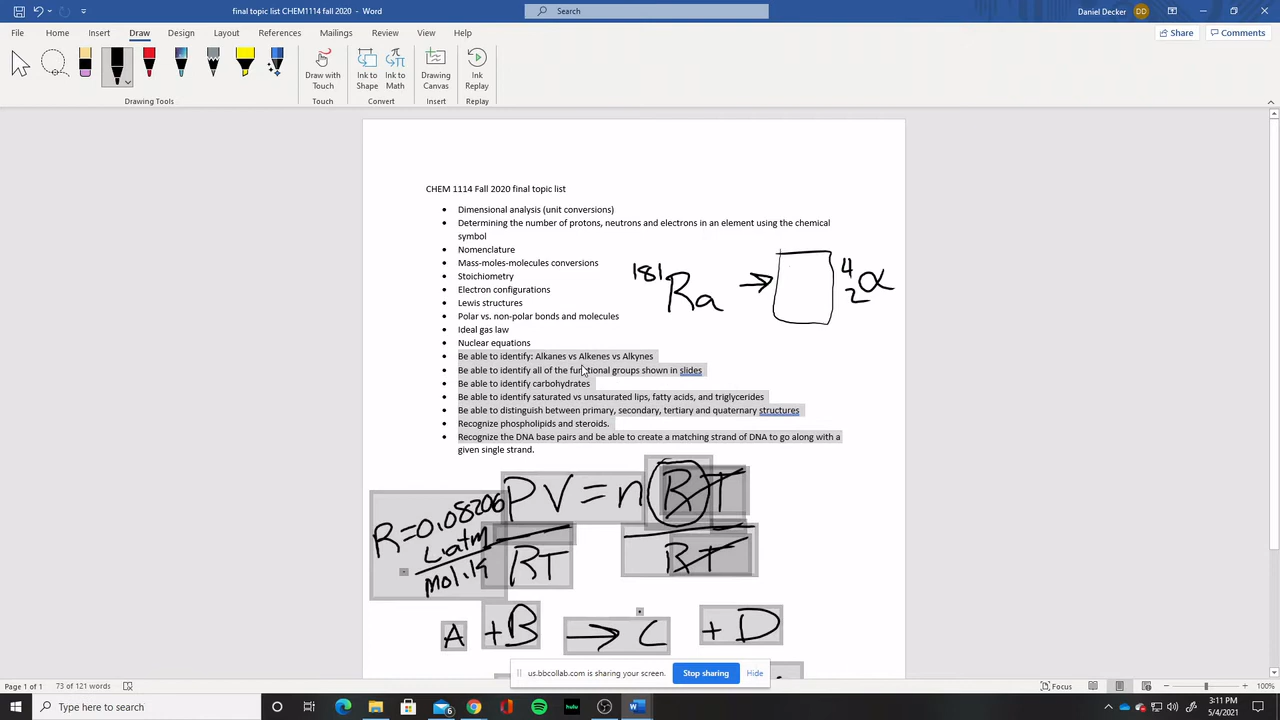 final topic list CHEM1114 fall 2020 - Word
Search
Daniel Decker
DD
File Home Insert Draw Design Layout References Mailings Review View Help
Share Comments
Draw with Touch
Ink to Shape
Ink to Math
Drawing Canvas
Ink Replay
Drawing Tools Touch Convert Insert Replay
CHEM 1114 Fall 2020 final topic list
• Dimensional analysis (unit conversions)
• Determining the number of protons, neutrons and electrons in an element using the chemical
symbol
• Nomenclature
• Mass-moles-molecules conversions
• Stoichiometry
• Electron configurations
• Lewis structures
• Polar vs. non-polar bonds and molecules
• Ideal gas law
• Nuclear equations
181 Ra → 4 2 α
• Be able to identify: Alkanes vs Alkenes vs Alkynes
• Be able to identify all of the functional groups shown in slides
• Be able to identify carbohydrates
• Be able to identify saturated vs unsaturated lips, fatty acids, and triglycerides
• Be able to distinguish between primary, secondary, tertiary and quaternary structures
• Recognize phospholipids and steroids.
• Recognize the DNA base pairs and be able to create a matching strand of DNA to go along with a
given single strand.
PV = nRT
RT RT
R=0.08206
L.atm
mol.K
A + B → C + D
us.bbcollab.com is sharing your screen.
Stop sharing
Hide
Page 1 of 1 73 of 121 words
Focus
100%
Type here to search
6
3:11 PM
5/4/2021